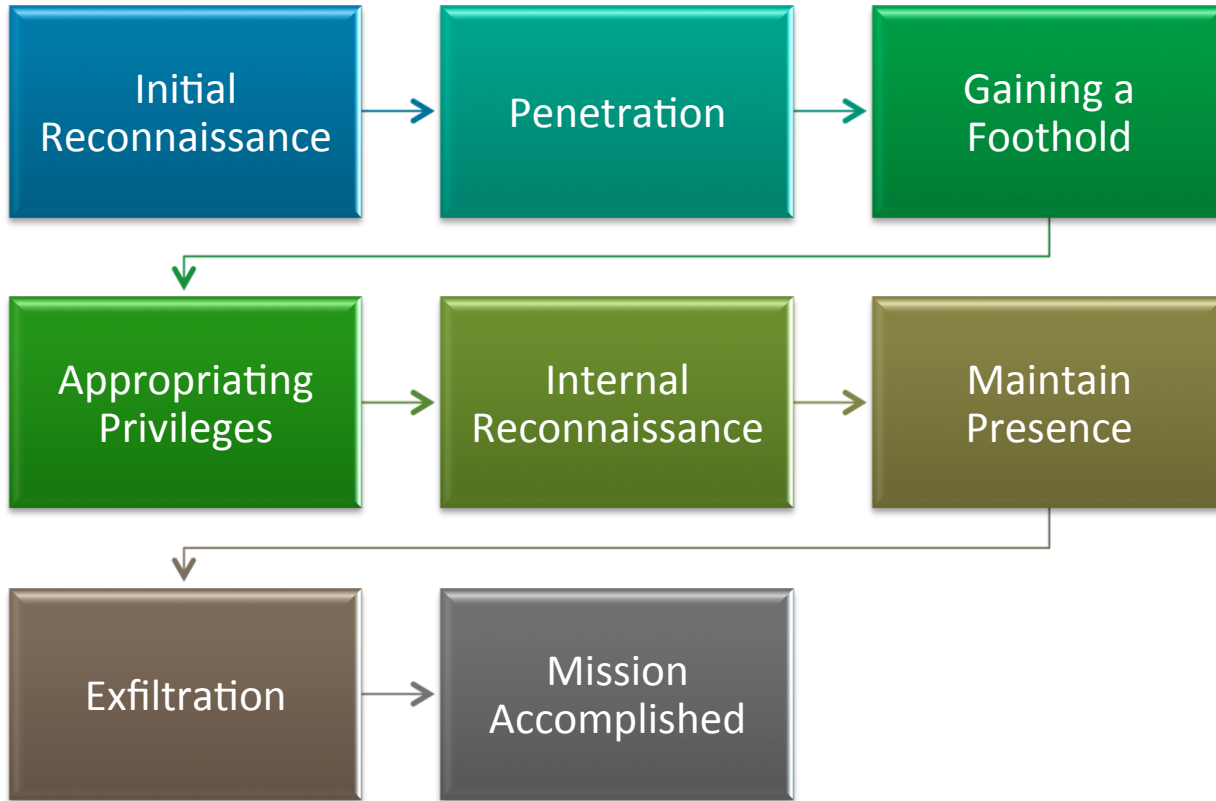 Initial
Reconnaissance
Penetration
Gaining a
Foothold
Appropriating
Privileges
Internal
Reconnaissance
Maintain
Presence
Exfiltration
Mission
Accomplished